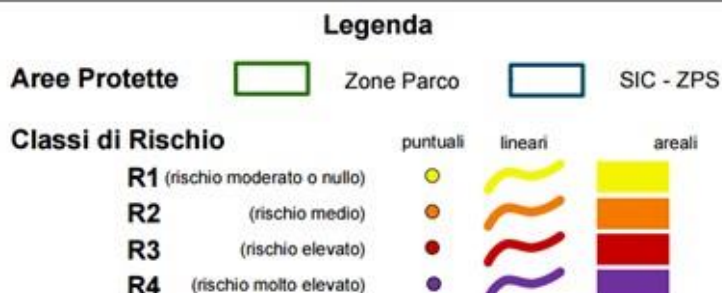 Legenda
Aree Protette Zone Parco SIC - ZPS
Classi di Rischio puntuali lineari areali
R1 (rischio moderato o nullo)
R2 (rischio medio)
R3 (rischio elevato)
R4 (rischio molto elevato)